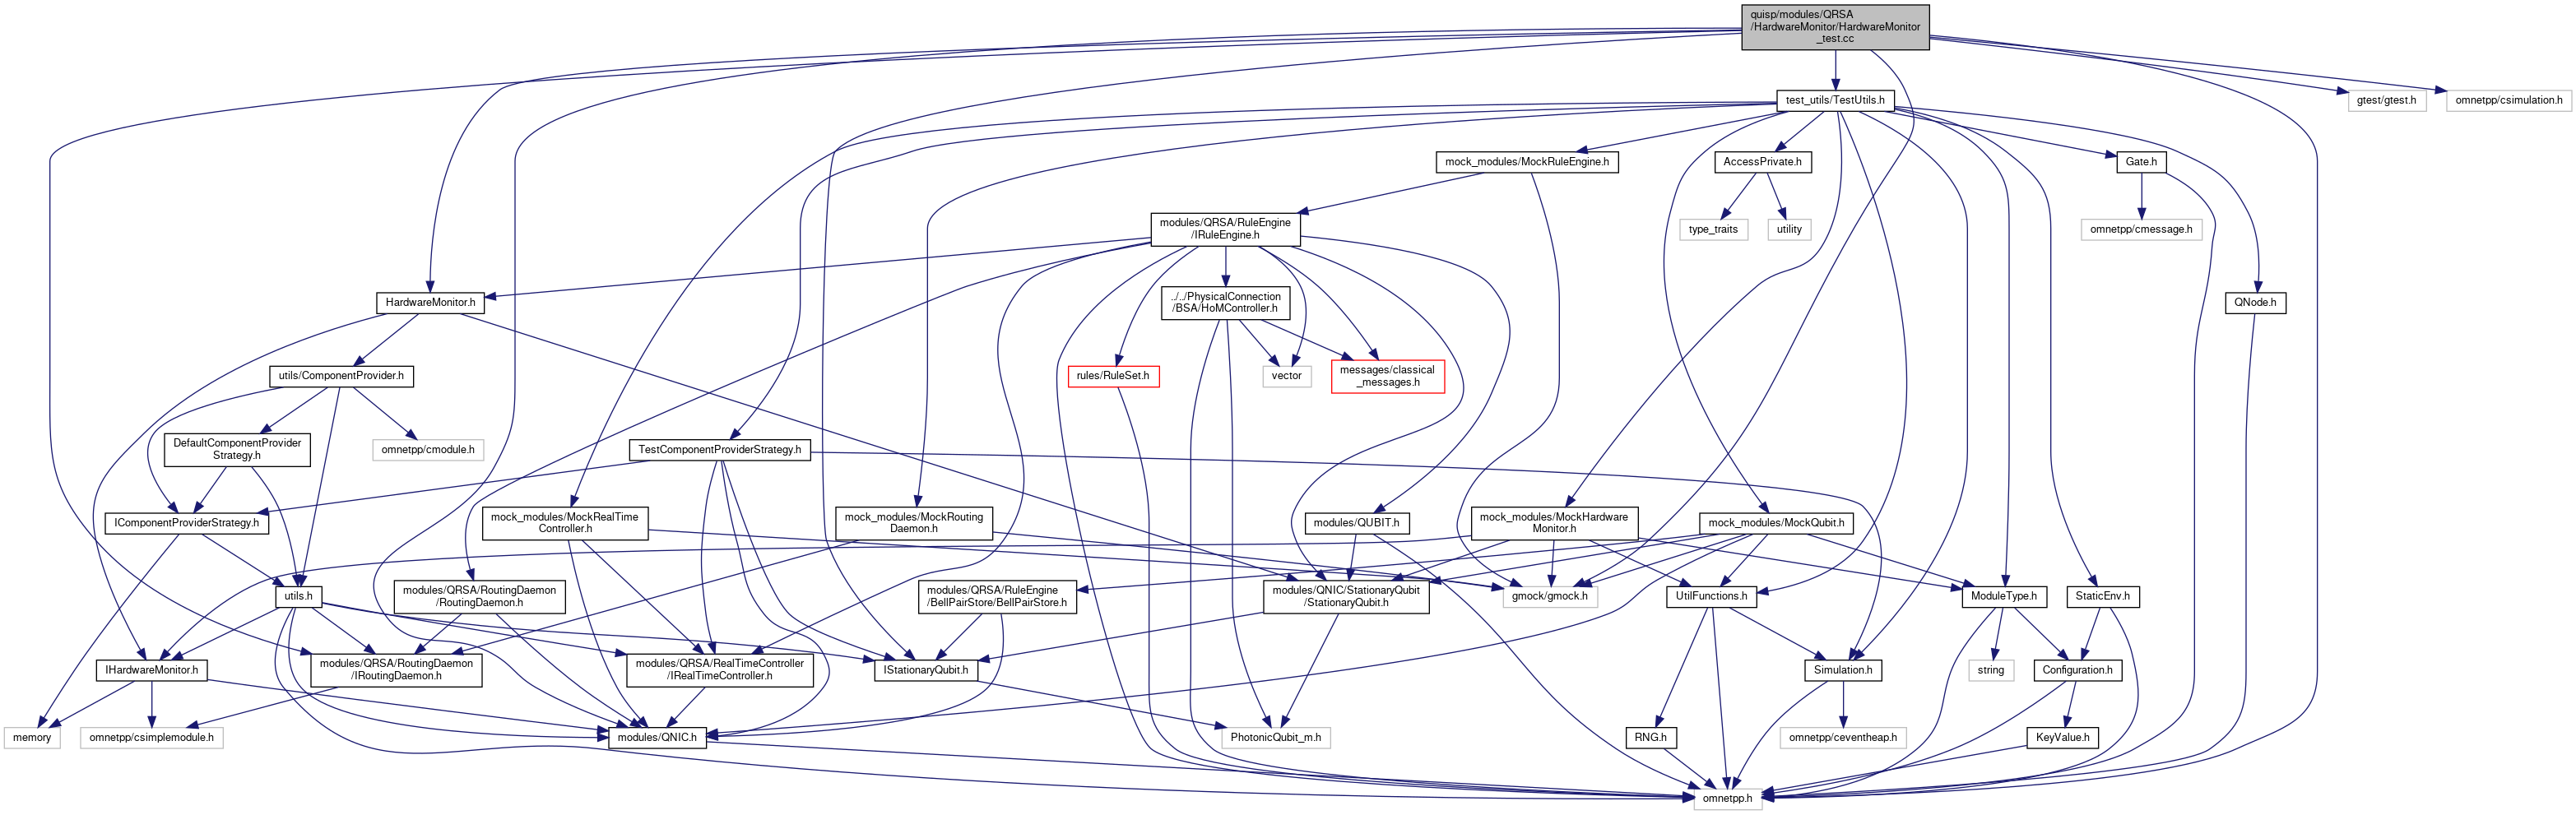 quisp/modules/QRSA
/HardwareMonitor/HardwareMonitor
_test.cc
test_utils/TestUtils.h
gtest/gtest.h
omnetpp/csimulation.h
mock_modules/MockRuleEngine.h
AccessPrivate.h
Gate.h
modules/QRSA/RuleEngine
/IRuleEngine.h
type_traits
utility
omnetpp/cmessage.h
HardwareMonitor.h
../../PhysicalConnection
/BSA/HoMController.h
QNode.h
utils/ComponentProvider.h
rules/RuleSet.h
vector
messages/classical
_messages.h
DefaultComponentProvider
Strategy.h
omnetpp/cmodule.h
TestComponentProviderStrategy.h
IComponentProviderStrategy.h
mock_modules/MockRealTime
Controller.h
mock_modules/MockRouting
Daemon.h
modules/QUBIT.h
mock_modules/MockHardware
Monitor.h
mock_modules/MockQubit.h
utils.h
modules/QRSA/RoutingDaemon
/RoutingDaemon.h
modules/QRSA/RuleEngine
/BellPairStore/BellPairStore.h
modules/QNIC/StationaryQubit
/StationaryQubit.h
gmock/gmock.h
UtilFunctions.h
ModuleType.h
StaticEnv.h
IHardwareMonitor.h
modules/QRSA/RoutingDaemon
/IRoutingDaemon.h
modules/QRSA/RealTimeController
/IRealTimeController.h
IStationaryQubit.h
Simulation.h
string
Configuration.h
memory
omnetpp/csimplemodule.h
modules/QNIC.h
PhotonicQubit_m.h
RNG.h
omnetpp/ceventheap.h
KeyValue.h
omnetpp.h